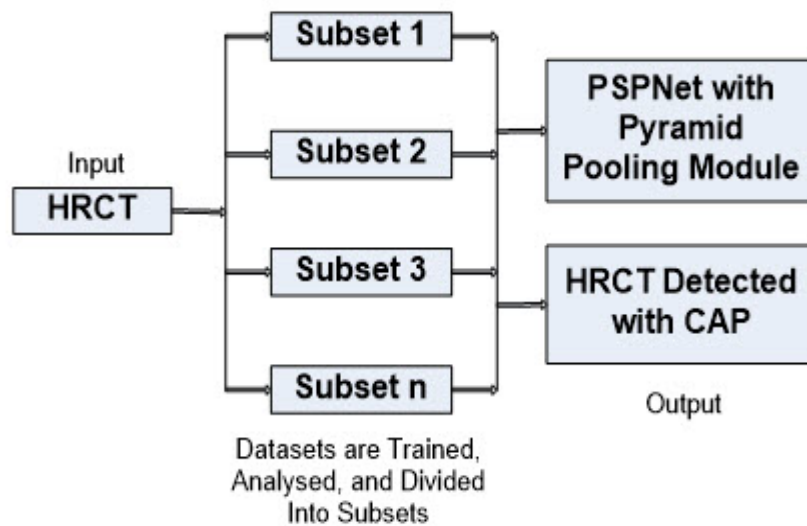 Input
HRCT
Subset 1
Subset 2
Subset 3
Subset n
Datasets are Trained,
Analysed, and Divided
Into Subsets
PSPNet with
Pyramid
Pooling Module
HRCT Detected
with CAP
Output